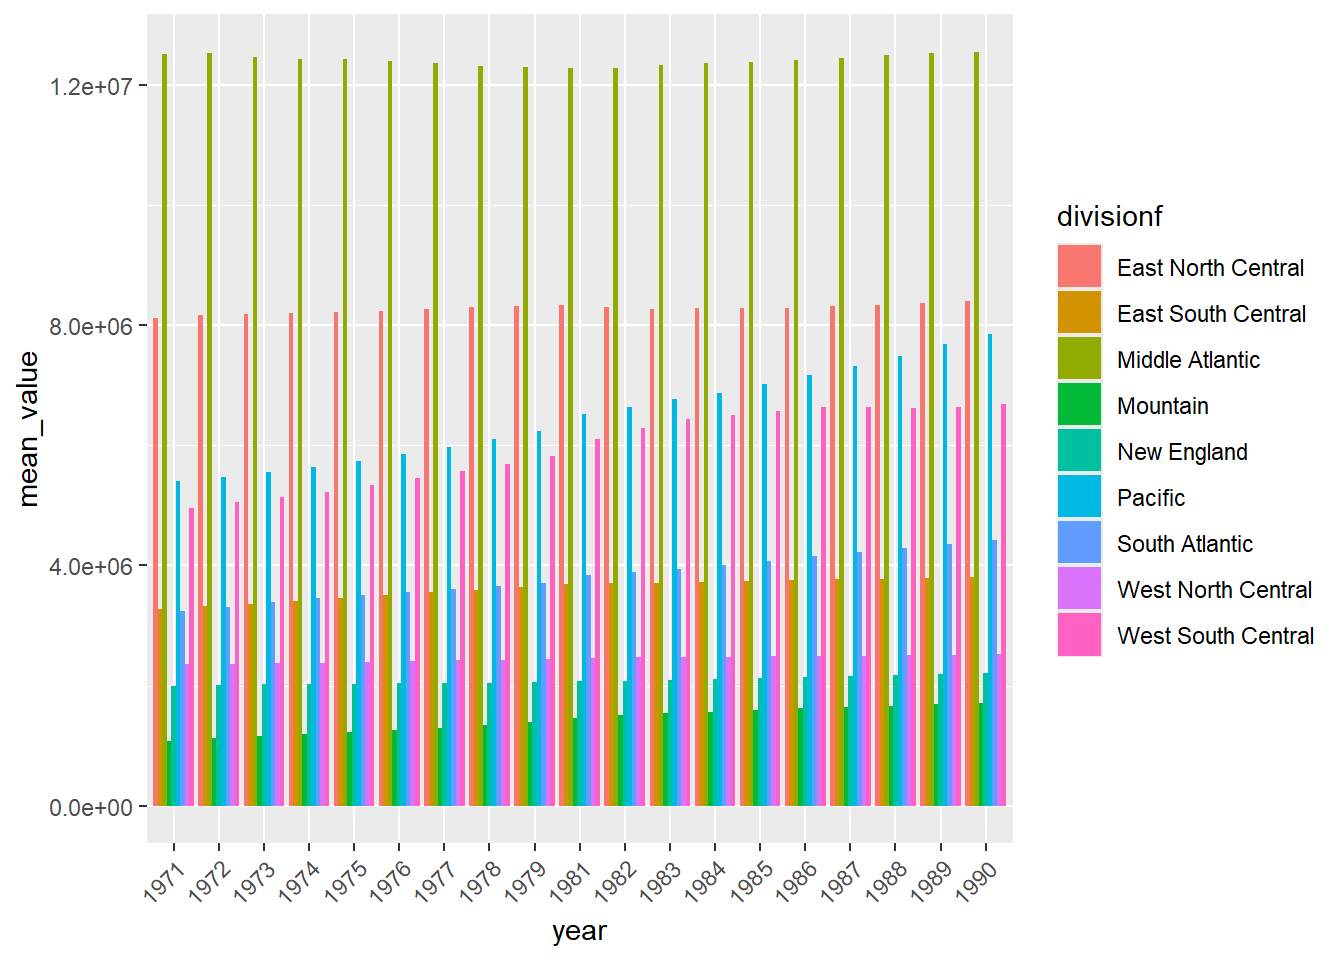 mean_value
1.2e+07
8.0e+06
4.0e+06
0.0e+00
1971
1972
1973
1974
1975
1976
1977
1978
1979
1981
1982
1983
1984
1985
1986
1987
1988
1989
1990
year
divisionf
East North Central
East South Central
Middle Atlantic
Mountain
New England
Pacific
South Atlantic
West North Central
West South Central